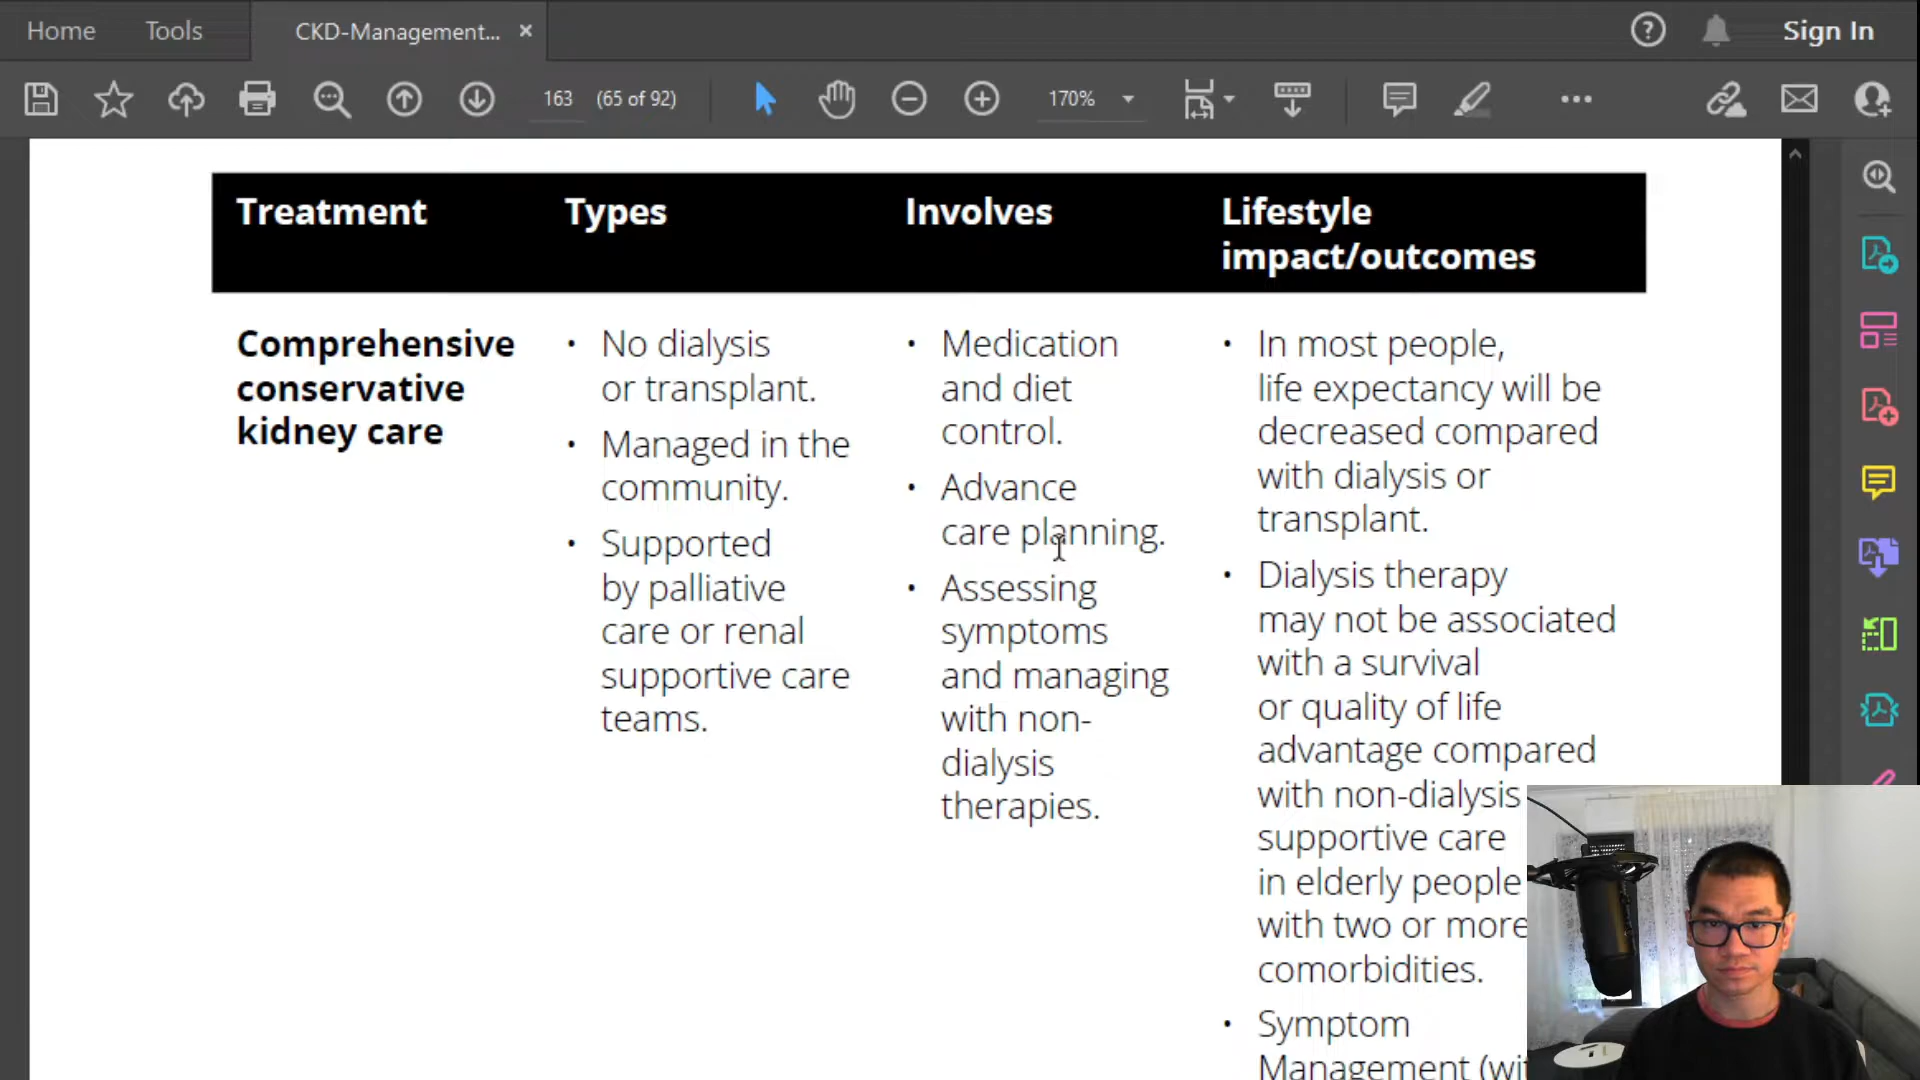 Home Tools CKD-Management... × Sign In
163 (65 of 92) 170%
Treatment Types Involves Lifestyle
impact/outcomes
Comprehensive
conservative
kidney care
• No dialysis
or transplant.
• Managed in the
community.
• Supported
by palliative
care or renal
supportive care
teams.
• Medication
and diet
control.
• Advance
care planning.
• Assessing
symptoms
and managing
with non-
dialysis
therapies.
• In most people,
life expectancy will be
decreased compared
with dialysis or
transplant.
• Dialysis therapy
may not be associated
with a survival
or quality of life
advantage compared
with non-dialysis
supportive care
in elderly people
with two or more
comorbidities.
• Symptom
Management